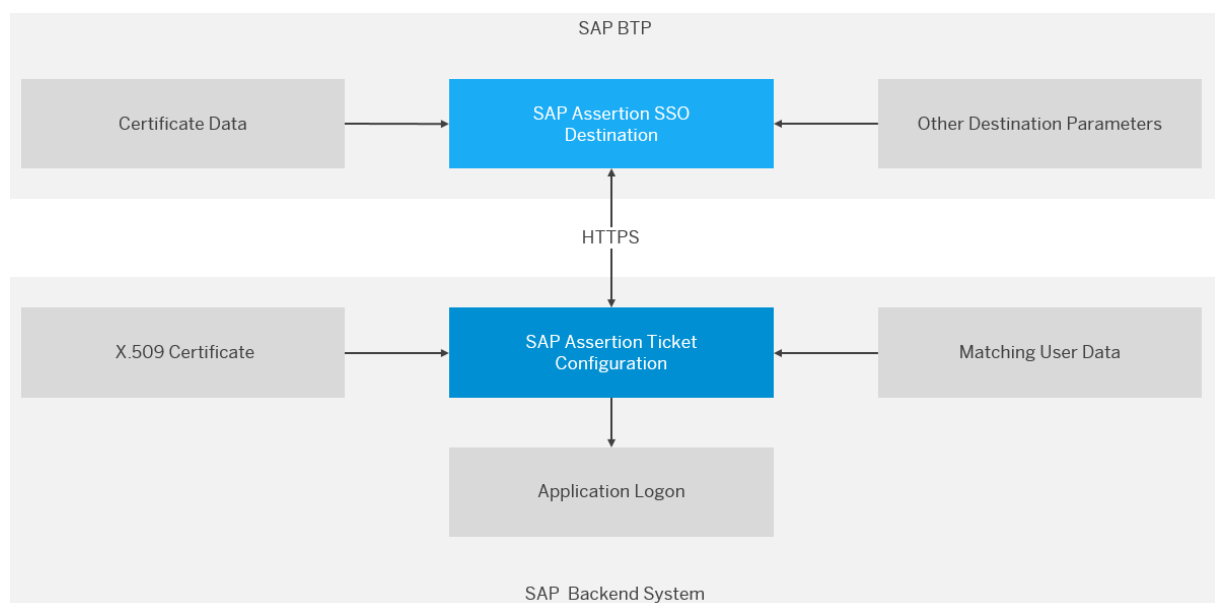 SAP BTP
Certificate Data
SAP Assertion SSO
Destination
Other Destination Parameters
HTTPS
X.509 Certificate
SAP Assertion Ticket
Configuration
Matching User Data
Application Logon
SAP Backend System